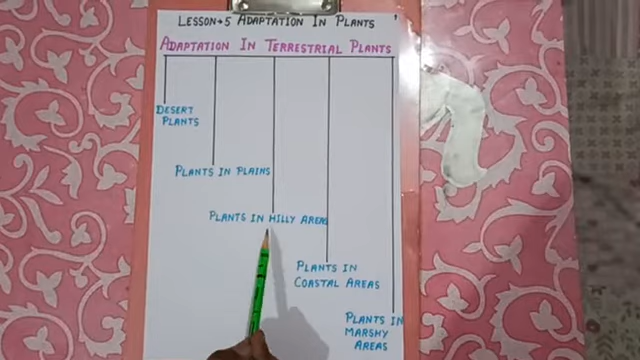 LESSON→5 ADAPTATION IN PLANTS
ADAPTATION IN TERRESTRIAL PLANTS
DESERT
PLANTS
PLANTS IN PLAINS
PLANTS IN HILLY AREAS
PLANTS IN
COASTAL AREAS
PLANTS IN
MARSHY
AREAS